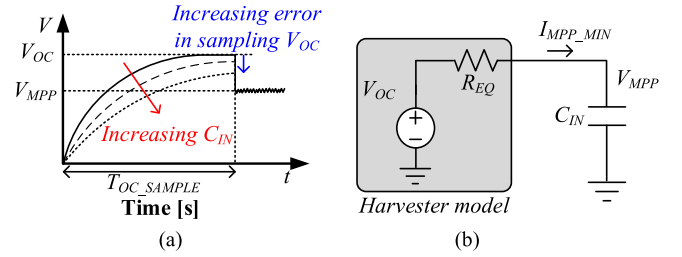 V
Increasing error
in sampling V_OC
V_OC
V_MPP
Increasing C_IN
T_OC_SAMPLE
t
Time [s]
(a)
I_MPP_MIN
V_OC
R_EQ
V_MPP
C_IN
Harvester model
(b)